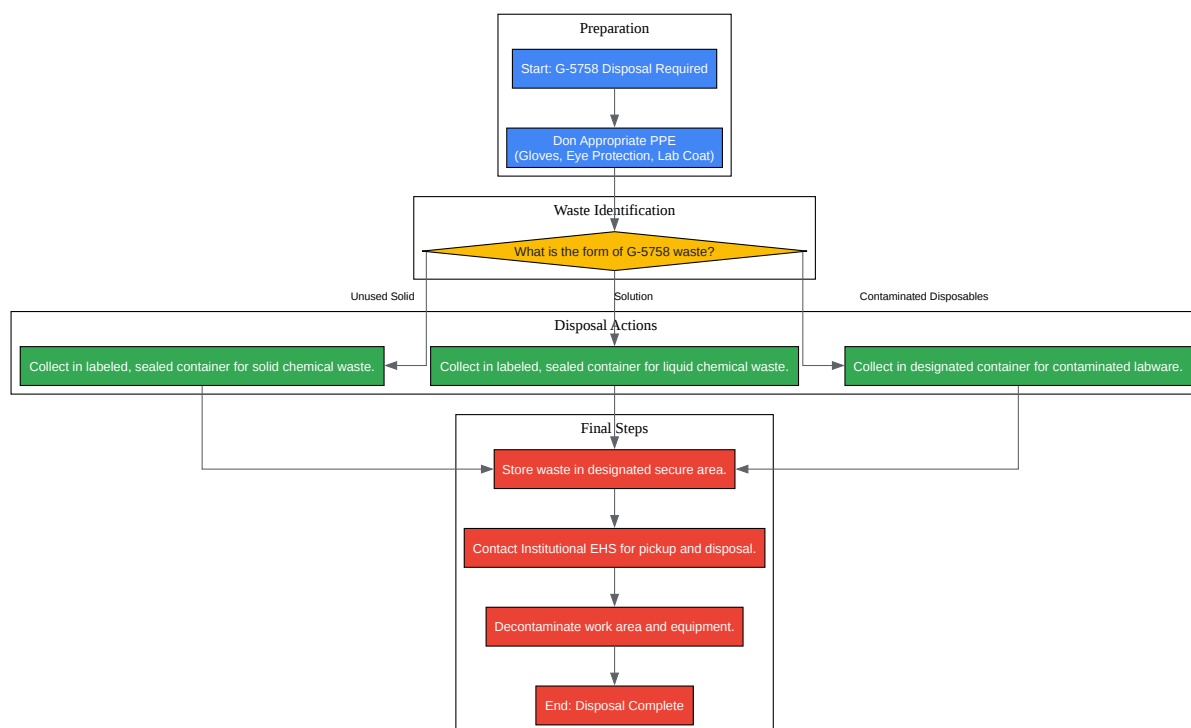 Preparation
Start: G-5758 Disposal Required
Don Appropriate PPE
(Gloves, Eye Protection, Lab Coat)
Waste Identification
What is the form of G-5758 waste?
Unused Solid
Solution
Contaminated Disposables
Disposal Actions
Collect in labeled, sealed container for solid chemical waste.
Collect in labeled, sealed container for liquid chemical waste.
Collect in designated container for contaminated labware.
Final Steps
Store waste in designated secure area.
Contact Institutional EHS for pickup and disposal.
Decontaminate work area and equipment.
End: Disposal Complete